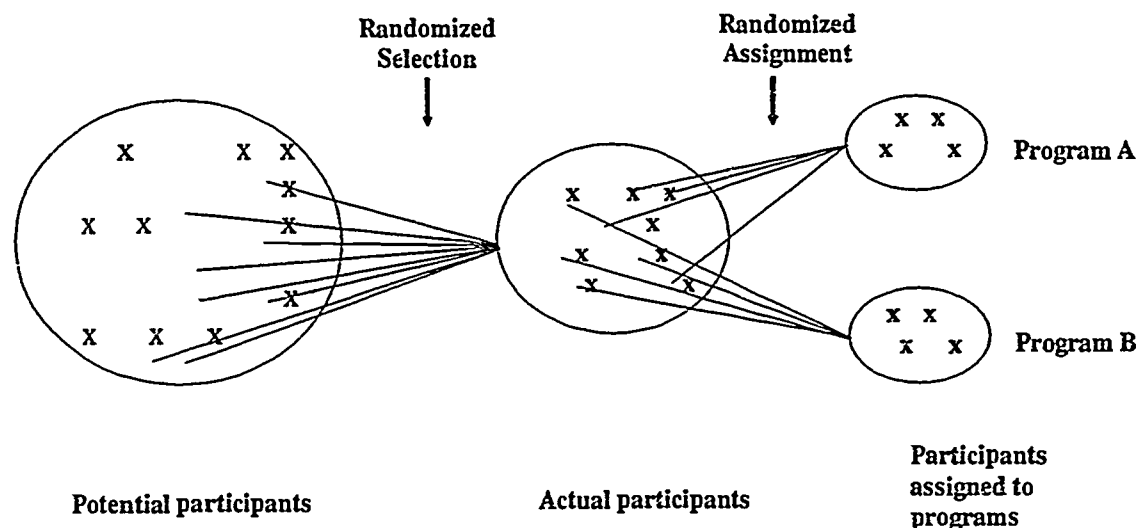 Randomized
Selection
Randomized
Assignment
X X X
X
X X X
X
X X X
x x x
x
x x
x x
x x
x x
Program A
x x
x x
Program B
Potential participants
Actual participants
Participants
assigned to
programs